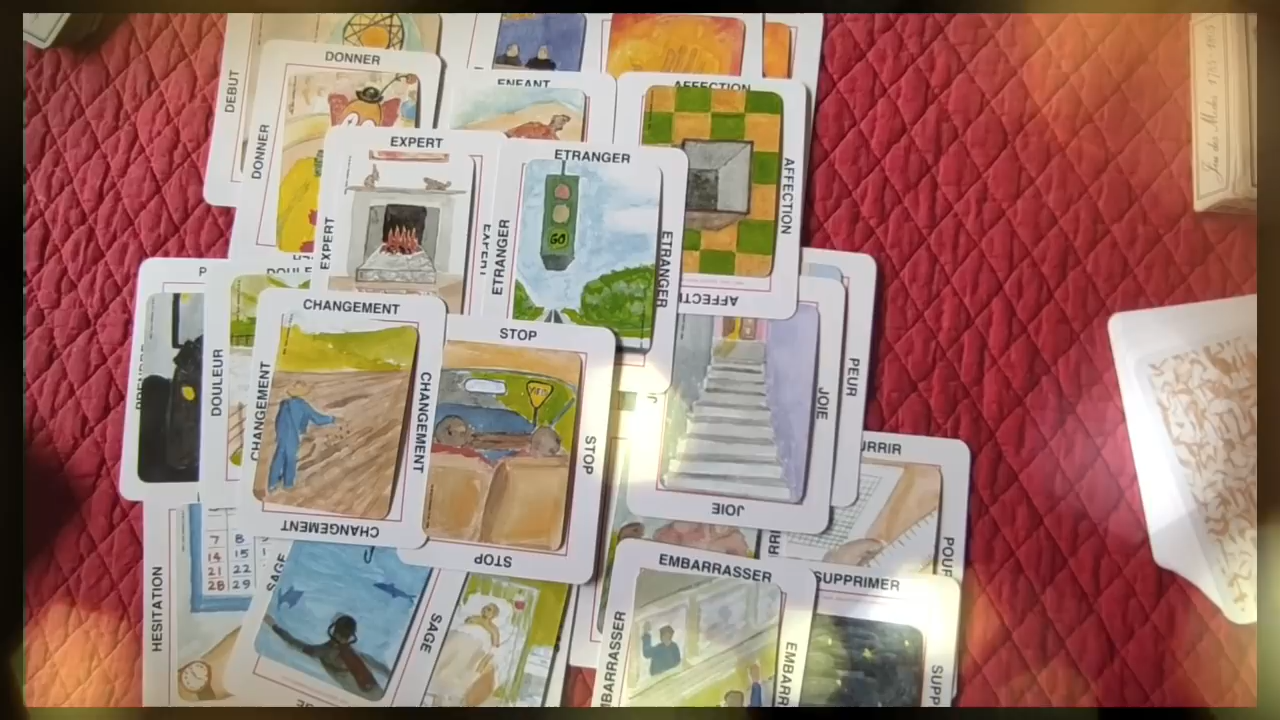 DEBUT
DONNER
DONNER
ENFANT
AFFECTION
AFFECTION
EXPERT
EXPERT
EXPERT
ETRANGER
GO
ETRANGER
ETRANGER
DOULEUR
CHANGEMENT
CHANGEMENT
CHANGEMENT
CHANGEMENT
STOP
STOP
STOP
JOIE
JOIE
PEUR
7 8
14 15
21 22
28 29
HESITATION
SAGE
SAGE
EMBARRASSER
EMBARRASSER
SUPPRIMER